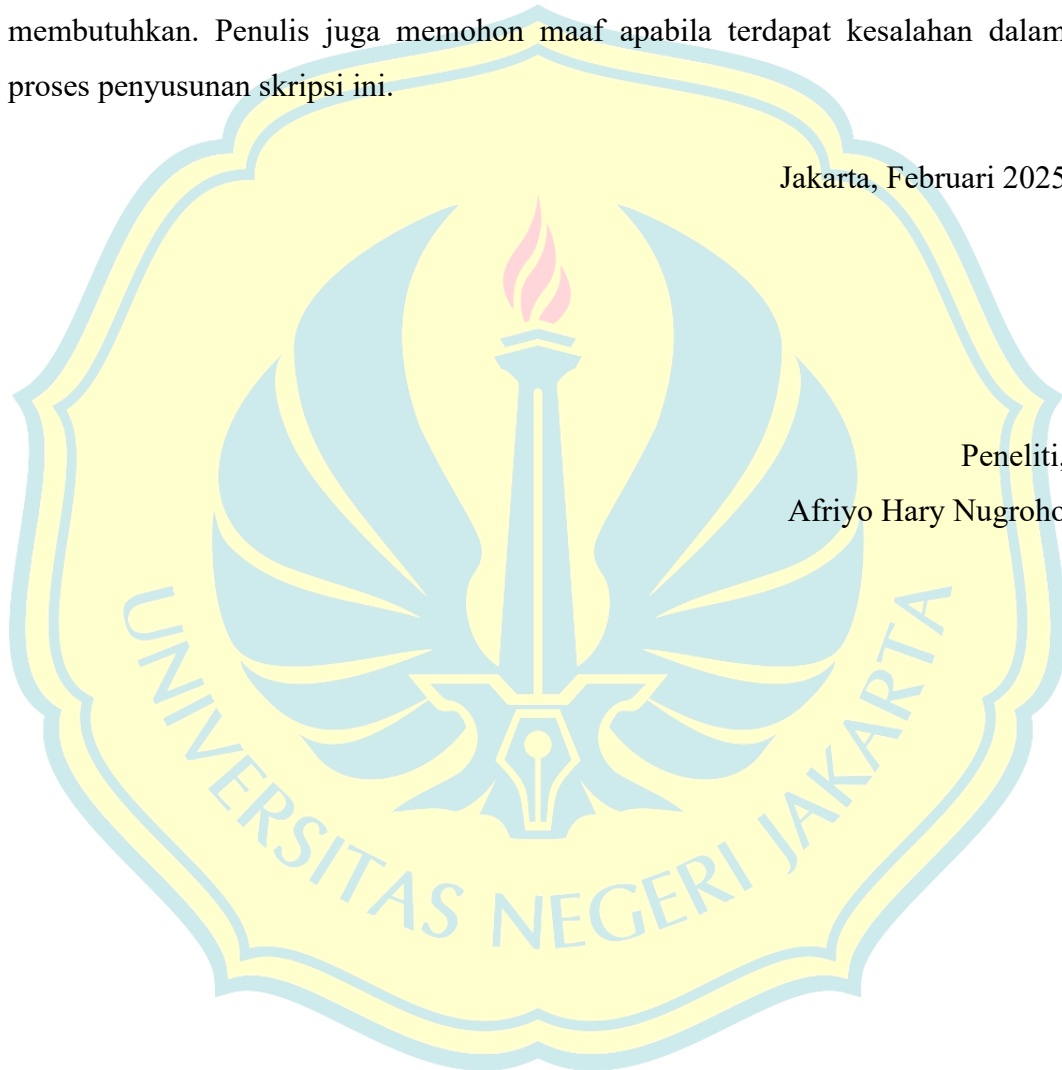 membutuhkan. Penulis juga memohon maaf apabila terdapat kesalahan dalam
proses penyusunan skripsi ini.
Jakarta, Februari 2025
Peneliti,
Afriyo Hary Nugroho
UNIVERSITAS NEGERI JAKARTA